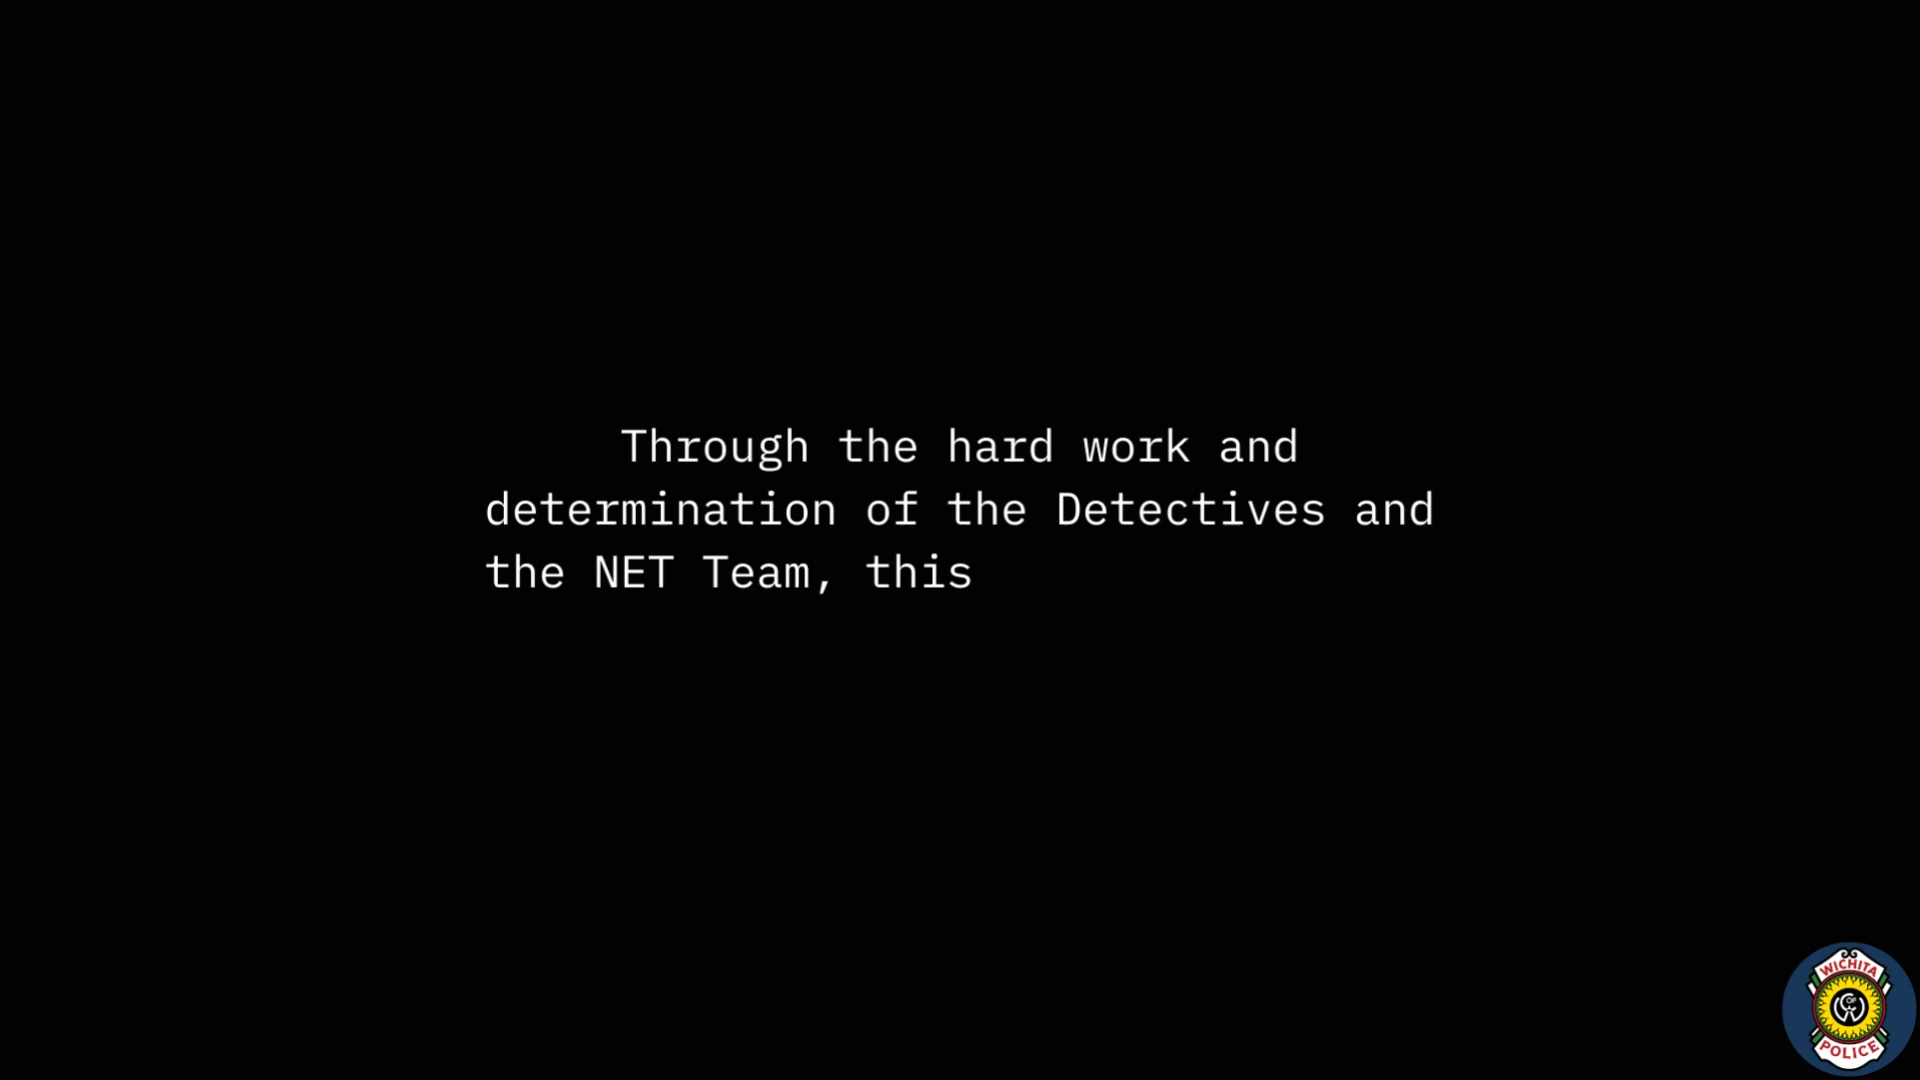 Through the hard work and
determination of the Detectives and
the NET Team, this
WICHITA
POLICE